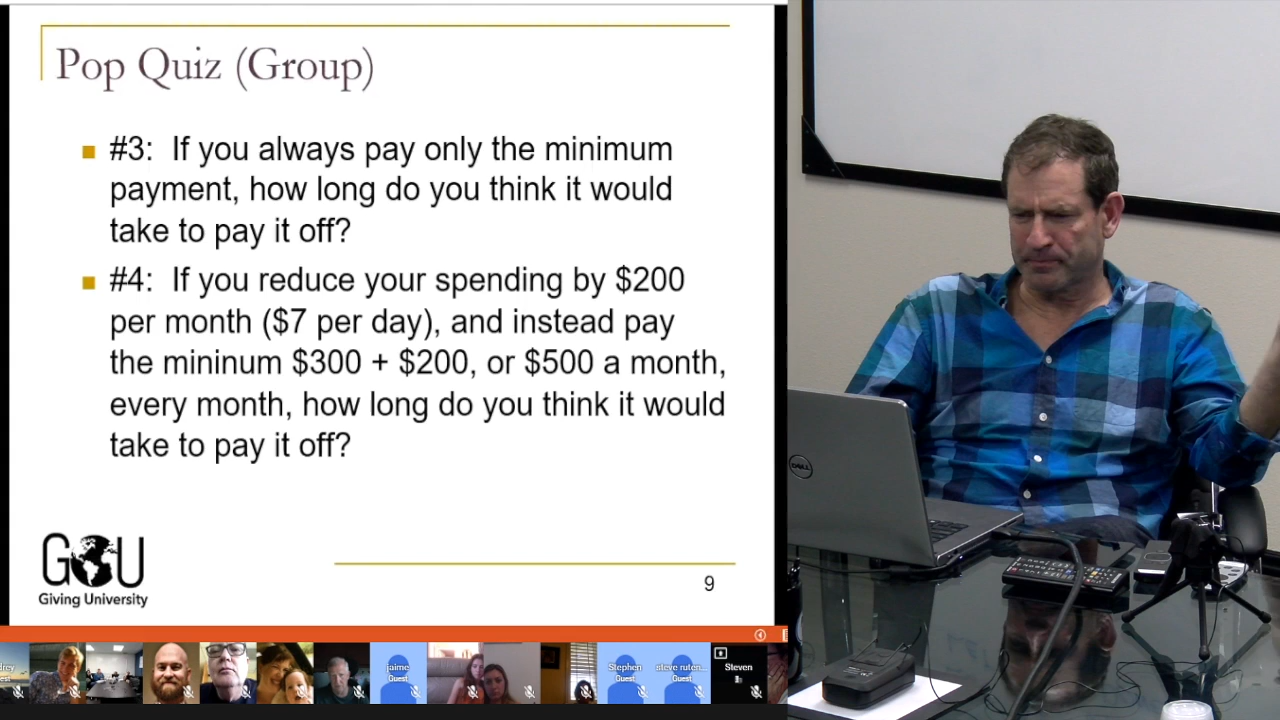 Pop Quiz (Group)
#3: If you always pay only the minimum
payment, how long do you think it would
take to pay it off?
#4: If you reduce your spending by $200
per month ($7 per day), and instead pay
the mininum $300 + $200, or $500 a month,
every month, how long do you think it would
take to pay it off?
GOU
Giving University
9
DELL
jaime
Guest
Stephen
Guest
steve ruten...
Guest
Steven